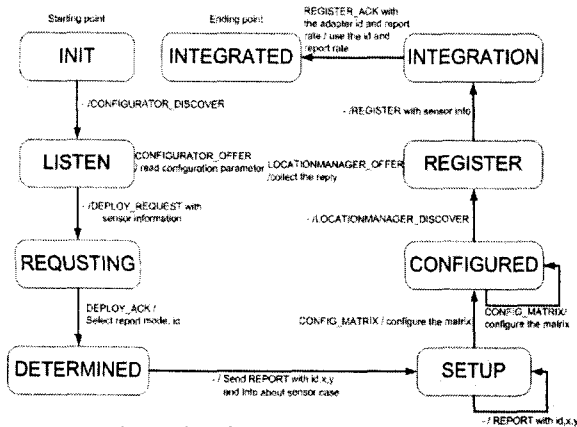 Starting point
Ending point
REGISTER_ACK with
the adapter id and report
rate / use the id and
report rate
INIT
INTEGRATED
INTEGRATION
- /CONFIGURATOR_DISCOVER
- /REGISTER with sensor info
LISTEN
CONFIGURATOR_OFFER
/ read configuration parameter
LOCATIONMANAGER_OFFER
/collect the reply
REGISTER
- /DEPLOY_REQUEST with
sensor information
- /LOCATIONMANAGER_DISCOVER
REQUSTING
CONFIGURED
DEPLOY_ACK /
Select report mode, id
CONFIG_MATRIX / configure the matrix
CONFIG_MATRIX/
configure the matrix
DETERMINED
SETUP
- / Send REPORT with id,x,y
and Info about sensor case
- / REPORT with id,x,y